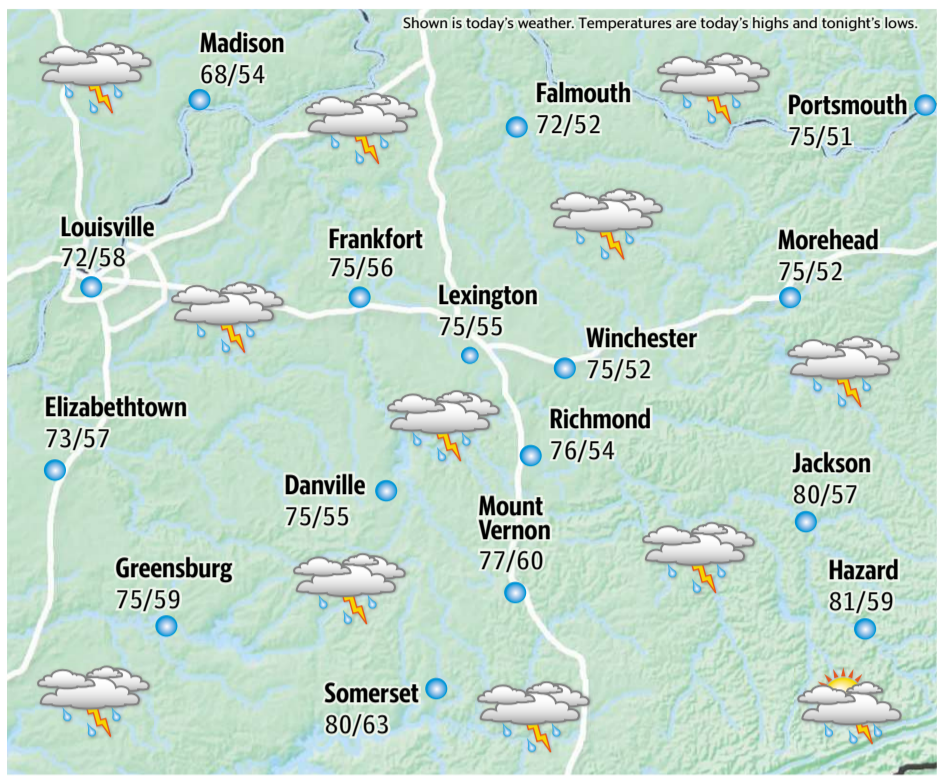 Shown is today's weather. Temperatures are today's highs and tonight's lows.
Madison
68/54
Falmouth
72/52
Portsmouth
75/51
Louisville
72/58
Frankfort
75/56
Morehead
75/52
Lexington
75/55
Winchester
75/52
Elizabethtown
73/57
Richmond
76/54
Jackson
80/57
Danville
75/55
Mount
Vernon
77/60
Greensburg
75/59
Hazard
81/59
Somerset
80/63